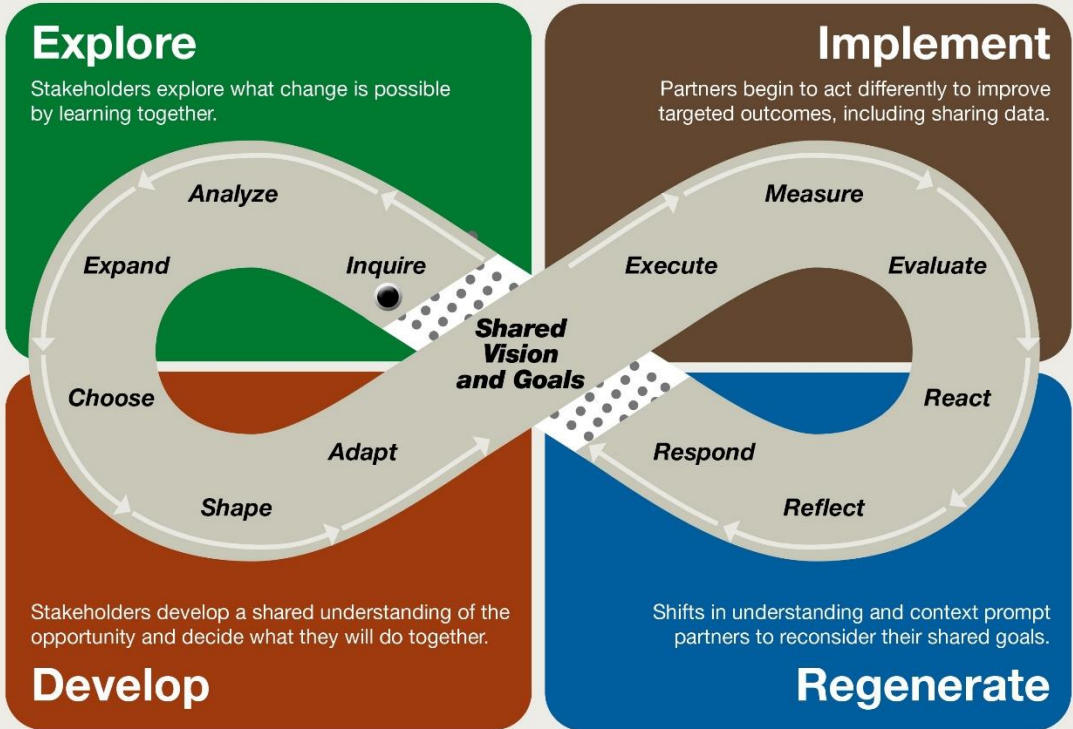 Explore
Stakeholders explore what change is possible
by learning together.
Implement
Partners begin to act differently to improve
targeted outcomes, including sharing data.
Analyze
Expand
Inquire
Measure
Execute
Evaluate
Shared
Vision
and Goals
Choose
Adapt
Shape
React
Respond
Reflect
Stakeholders develop a shared understanding of the
opportunity and decide what they will do together.
Develop
Shifts in understanding and context prompt
partners to reconsider their shared goals.
Regenerate